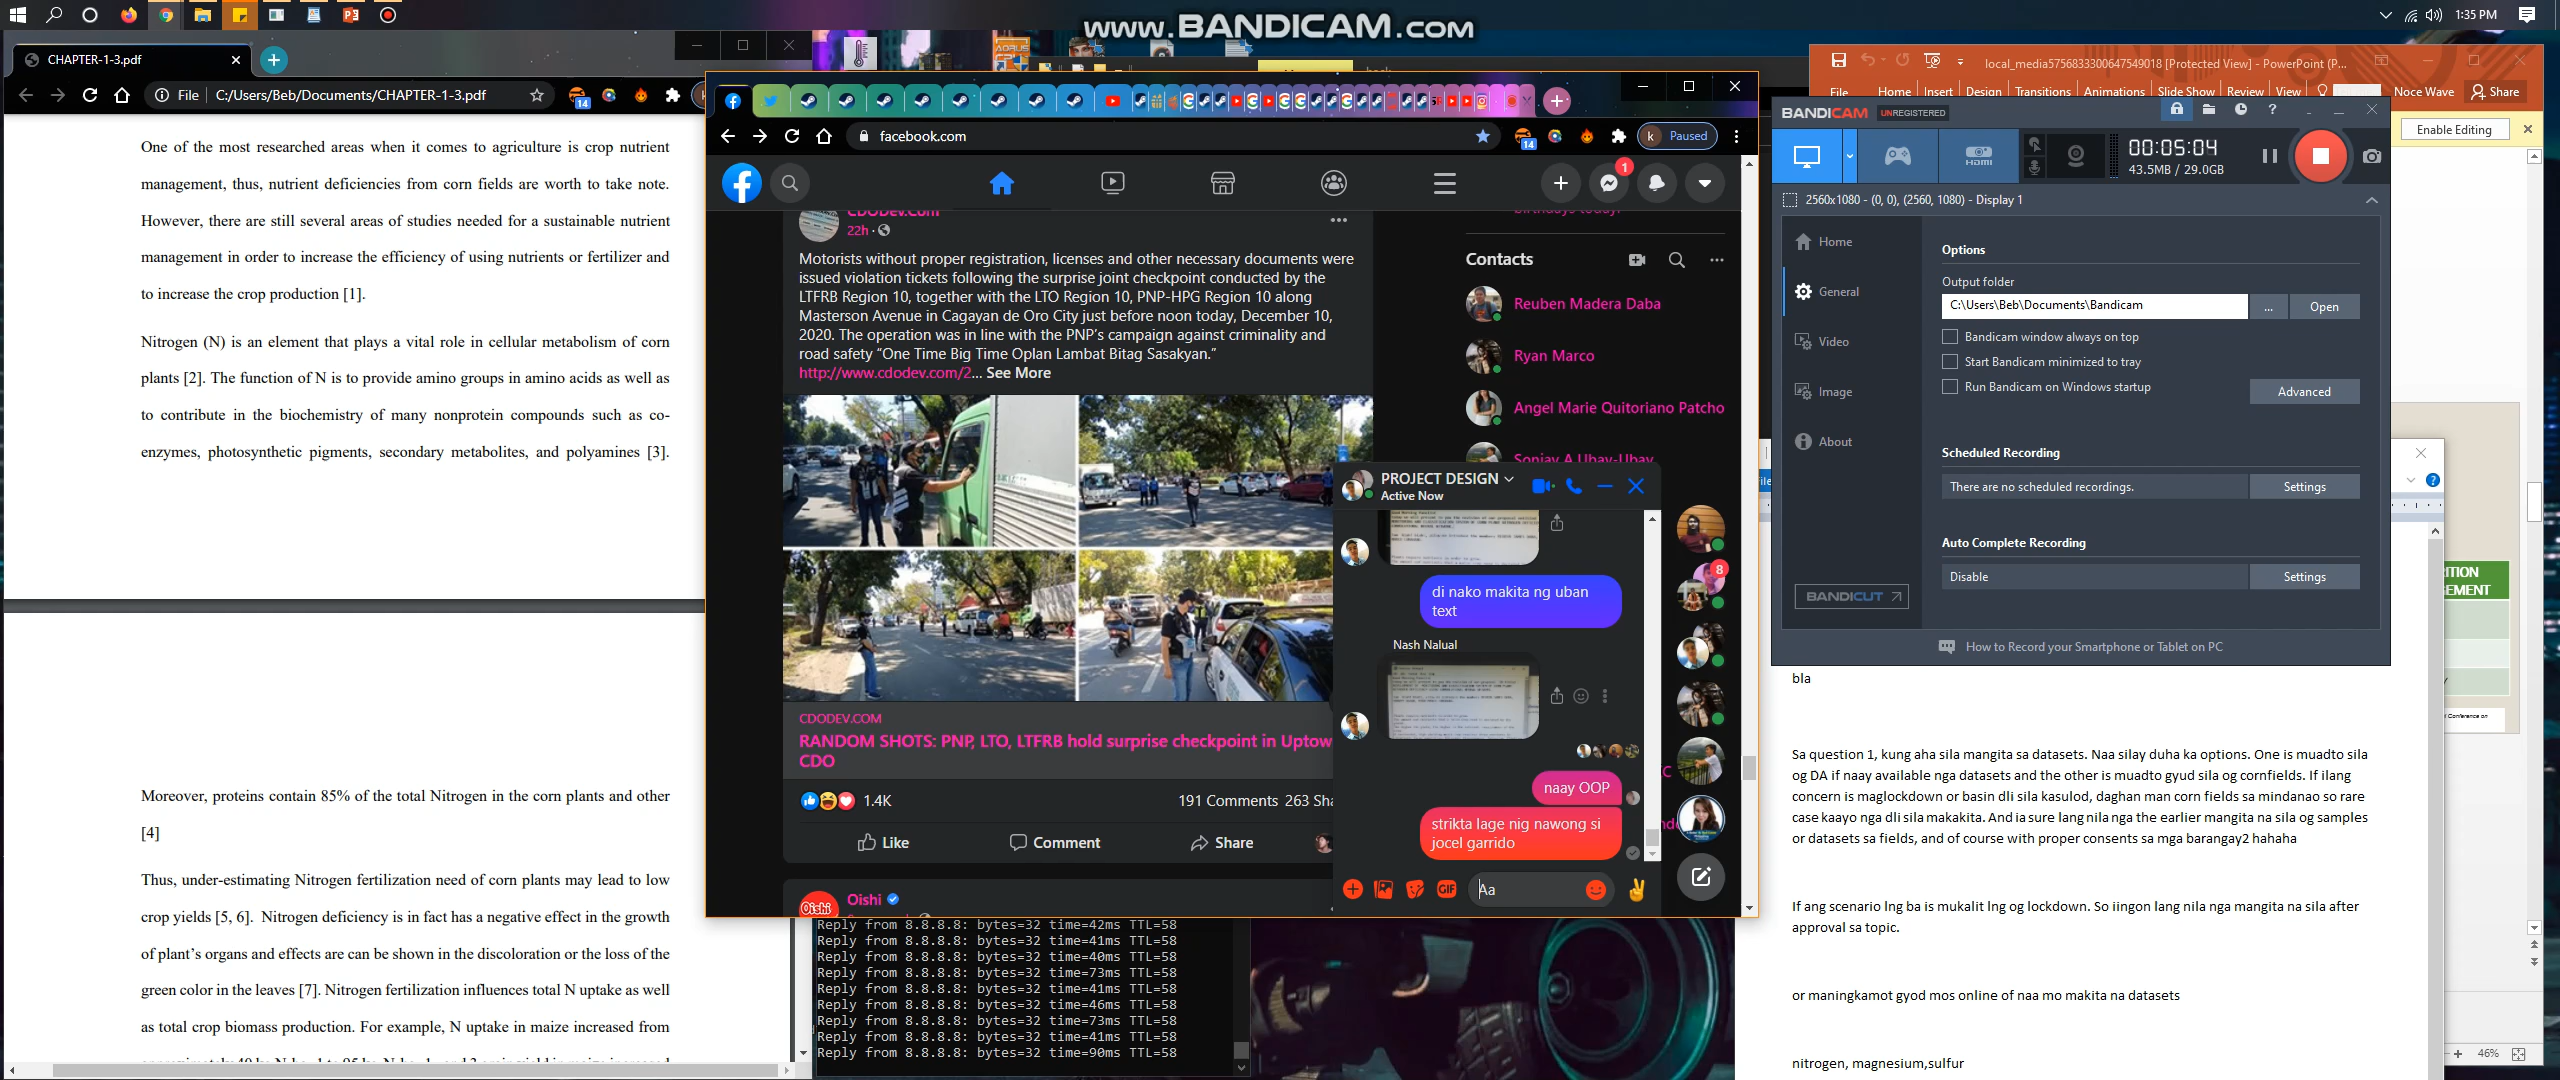 1:35 PM
www.BANDICAM.com
CHAPTER-1-3.pdf
File
C:/Users/Beb/Documents/CHAPTER-1-3.pdf
14
One of the most researched areas when it comes to agriculture is crop nutrient
management, thus, nutrient deficiencies from corn fields are worth to take note.
However, there are still several areas of studies needed for a sustainable nutrient
management in order to increase the efficiency of using nutrients or fertilizer and
to increase the crop production [1].
Nitrogen (N) is an element that plays a vital role in cellular metabolism of corn
plants [2]. The function of N is to provide amino groups in amino acids as well as
to contribute in the biochemistry of many nonprotein compounds such as co-
enzymes, photosynthetic pigments, secondary metabolites, and polyamines [3].
Moreover, proteins contain 85% of the total Nitrogen in the corn plants and other
[4]
Thus, under-estimating Nitrogen fertilization need of corn plants may lead to low
crop yields [5, 6]. Nitrogen deficiency is in fact has a negative effect in the growth
of plant's organs and effects are can be shown in the discoloration or the loss of the
green color in the leaves [7]. Nitrogen fertilization influences total N uptake as well
as total crop biomass production. For example, N uptake in maize increased from
facebook.com
14
k Paused
1
CDODev.com
22h
Motorists without proper registration, licenses and other necessary documents were
issued violation tickets following the surprise joint checkpoint conducted by the
LTFRB Region 10, together with the LTO Region 10, PNP-HPG Region 10 along
Masterson Avenue in Cagayan de Oro City just before noon today, December 10,
2020. The operation was in line with the PNP's campaign against criminality and
road safety "One Time Big Time Oplan Lambat Bitag Sasakyan."
http://www.cdodev.com/2... See More
CDODEV.COM
RANDOM SHOTS: PNP, LTO, LTFRB hold surprise checkpoint in Uptow
CDO
1.4K
191 Comments 263 Sha
Like
Comment
Share
Oishi
birthdays today.
Contacts
Reuben Madera Daba
Ryan Marco
Angel Marie Quitoriano Patcho
Sonjay A Ubay-Ubay
8
PROJECT DESIGN
Active Now
di nako makita ng uban
text
Nash Nalual
naay OOP
strikta lage nig nawong si
jocel garrido
GIF
Aa
Reply from 8.8.8.8: bytes=32 time=42ms TTL=58
Reply from 8.8.8.8: bytes=32 time=41ms TTL=58
Reply from 8.8.8.8: bytes=32 time=40ms TTL=58
Reply from 8.8.8.8: bytes=32 time=73ms TTL=58
Reply from 8.8.8.8: bytes=32 time=41ms TTL=58
Reply from 8.8.8.8: bytes=32 time=46ms TTL=58
Reply from 8.8.8.8: bytes=32 time=73ms TTL=58
Reply from 8.8.8.8: bytes=32 time=41ms TTL=58
Reply from 8.8.8.8: bytes=32 time=90ms TTL=58
local_media5756833300647549018 [Protected View] - PowerPoint (P...
File Home Insert Design Transitions Animations Slide Show Review View
Noce Wave
Share
Enable Editing
BANDICAM UNREGISTERED
HDMI
00:05:04
43.5MB / 29.0GB
2560x1080 - (0, 0), (2560, 1080) - Display 1
Home
General
Video
Image
About
BANDICUT
Options
Output folder
C:\Users\Beb\Documents\Bandicam
...
Open
Bandicam window always on top
Start Bandicam minimized to tray
Run Bandicam on Windows startup
Advanced
Scheduled Recording
There are no scheduled recordings.
Settings
Auto Complete Recording
Disable
Settings
How to Record your Smartphone or Tablet on PC
bla
Sa question 1, kung aha sila mangita sa datasets. Naa silay duha ka options. One is muadto sila
og DA if naay available nga datasets and the other is muadto gyud sila og cornfields. If ilang
concern is maglockdown or basin dli sila kasulod, daghan man corn fields sa mindanao so rare
case kaayo nga dli sila makakita. And ia sure lang nila nga the earlier mangita na sila og samples
or datasets sa fields, and of course with proper consents sa mga barangay2 hahaha
If ang scenario lng ba is mukalit lng og lockdown. So iingon lang nila nga mangita na sila after
approval sa topic.
or maningkamot gyod mos online of naa mo makita na datasets
nitrogen, magnesium,sulfur
46%